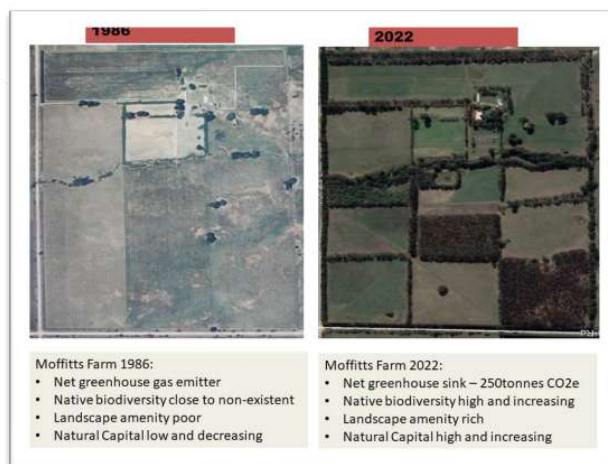 1986
2022
Moffitts Farm 1986:
• Net greenhouse gas emitter
• Native biodiversity close to non-existent
• Landscape amenity poor
• Natural Capital low and decreasing
Moffitts Farm 2022:
• Net greenhouse sink – 250tonnes CO2e
• Native biodiversity high and increasing
• Landscape amenity rich
• Natural Capital high and increasing